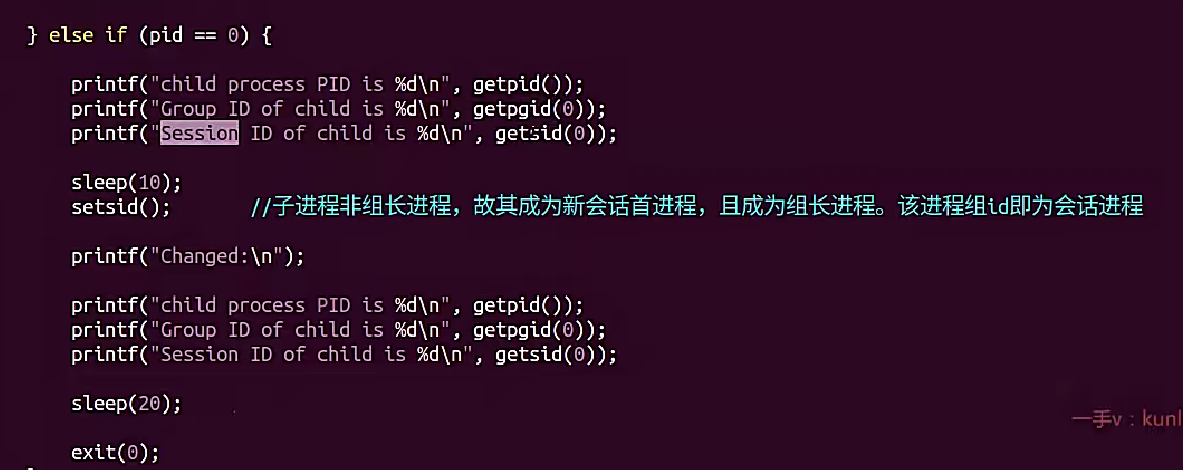 } else if (pid == 0) {
printf("child process PID is %d\n", getpid());
printf("Group ID of child is %d\n", getpgid(0));
printf("Session ID of child is %d\n", getsid(0));
sleep(10);
setsid(); //子进程非组长进程，故其成为新会话首进程，且成为组长进程。该进程组id即为会话进程
printf("Changed:\n");
printf("child process PID is %d\n", getpid());
printf("Group ID of child is %d\n", getpgid(0));
printf("Session ID of child is %d\n", getsid(0));
sleep(20);
一手v：kunl
exit(0);